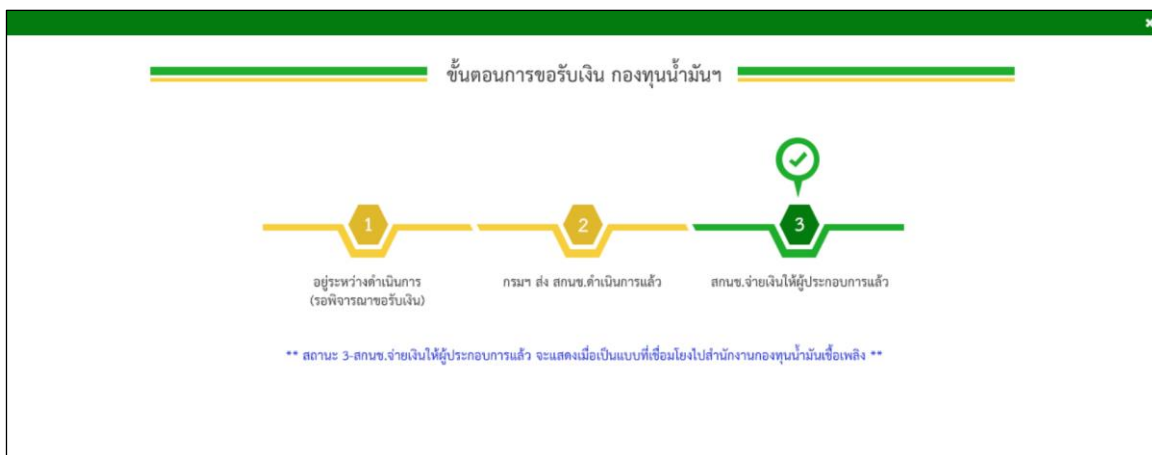 ขั้นตอนการขอรับเงิน กองทุนน้ำมันฯ
1
2
3
อยู่ระหว่างดำเนินการ
(รอพิจารณาขอรับเงิน)
กรมฯ ส่ง สกนช.ดำเนินการแล้ว
สกนช.จ่ายเงินให้ผู้ประกอบการแล้ว
** สถานะ 3-สกนช.จ่ายเงินให้ผู้ประกอบการแล้ว จะแสดงเมื่อเป็นแบบที่เชื่อมโยงไปสำนักงานกองทุนน้ำมันเชื้อเพลิง **